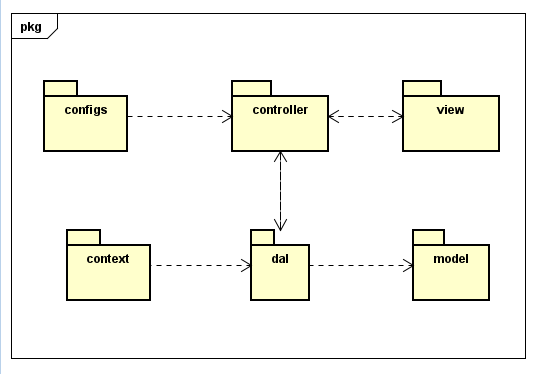 pkg
configs
controller
view
context
dal
model